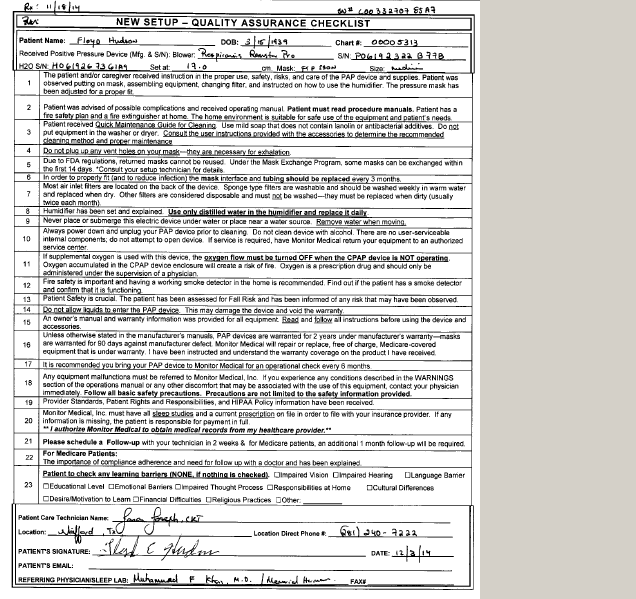 Rx: 11/18/14 SW# C00332707 85A7
NEW SETUP – QUALITY ASSURANCE CHECKLIST
Patient Name: Floyd Hudson DOB: 3/15/1939 Chart #: 00005313
Received Positive Pressure Device (Mfg. & S/N): Blower: Respironics Remstar Pro S/N: P0619232 2 B77B
H2O S/N: H061926 Set at: 17.0 cm. Mask: Size: medium
1 The patient and/or caregiver received instruction in the proper use, safety, risks, and care of the PAP device and supplies. Patient was
observed putting on mask, assembling equipment, changing filter, and instructed on how to use the humidifier. The pressure mask has
been adjusted for a proper fit.
2 Patient was advised of possible complications and received operating manual. Patient must read procedure manuals. Patient has a
fire safety plan and a fire extinguisher at home. The home environment is suitable for safe use of the equipment and patient's needs.
3 Patient received Quick Maintenance Guide for Cleaning. Use mild soap that does not contain lanolin or antibacterial additives. Do not
put equipment in the washer or dryer. Consult the user instructions provided with the accessories to determine the recommended
cleaning method and proper maintenance
4 Do not plug up any vent holes on your mask—they are necessary for exhalation.
5 Due to FDA regulations, returned masks cannot be reused. Under the Mask Exchange Program, some masks can be exchanged within
the first 14 days. *Consult your setup technician for details.
6 In order to properly fit (and to reduce infection) the mask interface and tubing should be replaced every 3 months.
7 Most air inlet filters are located on the back of the device. Sponge type filters are washable and should be washed weekly in warm water
and replaced when dry. Other filters are considered disposable and must not be washed—they must be replaced when dirty (usually
twice each month).
8 Humidifier has been set and explained. Use only distilled water in the humidifier and replace it daily.
9 Never place or submerge this electric device under water or place near a water source. Remove water when moving.
10 Always power down and unplug your PAP device prior to cleaning. Do not clean device with alcohol. There are no user-serviceable
internal components; do not attempt to open device. If service is required, have Monitor Medical return your equipment to an authorized
service center.
11 If supplemental oxygen is used with this device, the oxygen flow must be turned OFF when the CPAP device is NOT operating.
Oxygen accumulated in the CPAP device enclosure will create a risk of fire. Oxygen is a prescription drug and should only be
administered under the supervision of a physician.
12 Fire safety is important and having a working smoke detector in the home is recommended. Find out if the patient has a smoke detector
and confirm that it is functioning.
13 Patient Safety is crucial. The patient has been assessed for Fall Risk and has been informed of any risk that may have been observed.
14 Do not allow liquids to enter the PAP device. This may damage the device and void the warranty.
15 An owner's manual and warranty information was provided for all equipment. Read and follow all instructions before using the device and
accessories.
16 Unless otherwise stated in the manufacturer's manuals, PAP devices are warranted for 2 years under manufacturer's warranty—masks
are warranted for 90 days against manufacturer defect. Monitor Medical will repair or replace, free of charge, Medicare-covered
equipment that is under warranty. I have been instructed and understand the warranty coverage on the product I have received.
17 It is recommended you bring your PAP device to Monitor Medical for an operational check every 6 months.
18 Any equipment malfunctions must be referred to Monitor Medical, Inc. If you experience any conditions described in the WARNINGS
section of the operations manual or any other discomfort that may be associated with the use of this equipment, contact your physician
immediately. Follow all basic safety precautions. Precautions are not limited to the safety information provided.
19 Provider Standards, Patient Rights and Responsibilities, and HIPAA Policy information have been received.
20 Monitor Medical, Inc. must have all sleep studies and a current prescription on file in order to file with your insurance provider. If any
information is missing, the patient is responsible for payment in full.
** I authorize Monitor Medical to obtain medical records from my healthcare provider.**
21 Please schedule a Follow-up with your technician in 2 weeks & for Medicare patients, an additional 1 month follow-up will be required.
22 For Medicare Patients:
The importance of compliance adherence and need for follow up with a doctor and has been explained.
23 Patient to check any learning barriers (NONE, if nothing is checked). □Impaired Vision □Impaired Hearing □Language Barrier
□Educational Level □Emotional Barriers □Impaired Thought Process □Responsibilities at Home □Cultural Differences
□Desire/Motivation to Learn □Financial Difficulties □Religious Practices □Other:
Patient Care Technician Name: Joseph, CRT
Location: Stafford, Tx Location Direct Phone #: (281) 240-7222
PATIENT'S SIGNATURE: Floyd C Hudson DATE: 12/3/14
PATIENT'S EMAIL:
REFERRING PHYSICIAN/SLEEP LAB: Muhammad F Khan, M.D. / Memorial Hermann FAX#